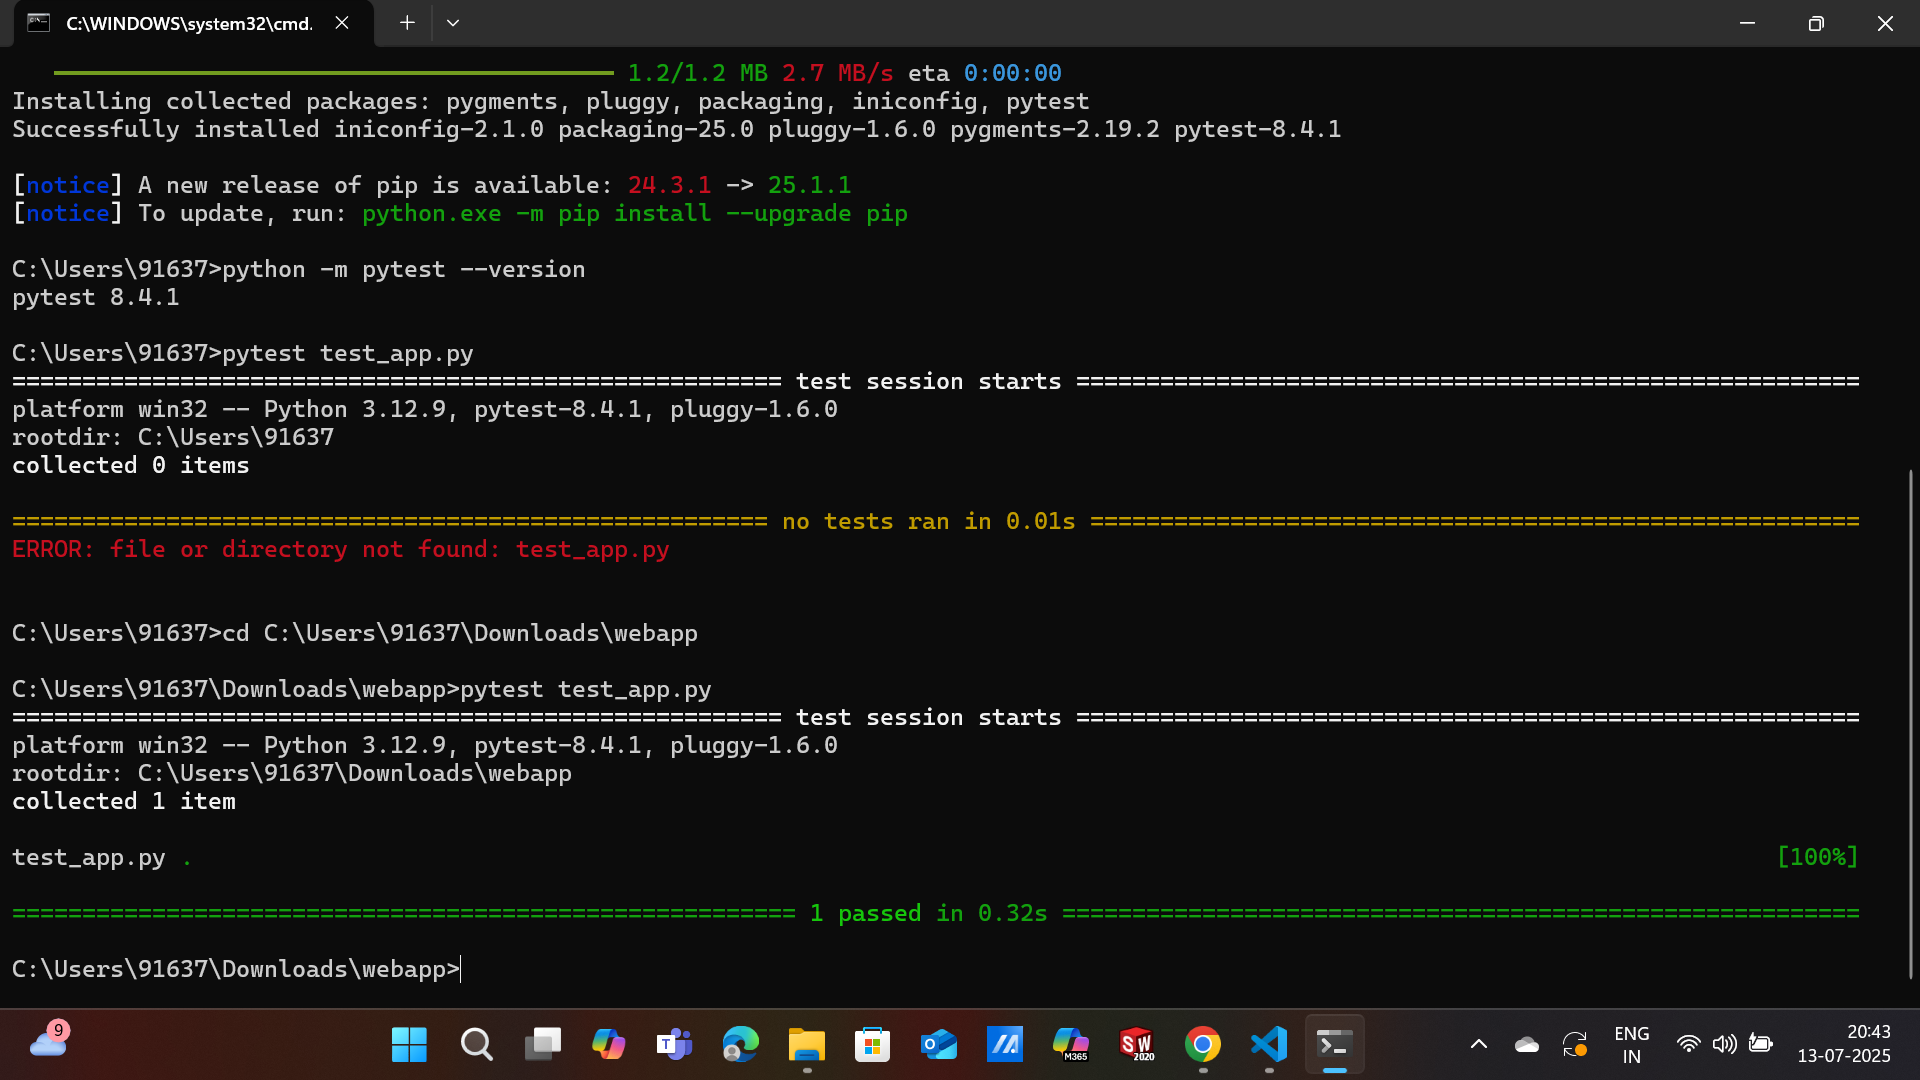 C:\WINDOWS\system32\cmd.
1.2/1.2 MB 2.7 MB/s eta 0:00:00
Installing collected packages: pygments, pluggy, packaging, iniconfig, pytest
Successfully installed iniconfig-2.1.0 packaging-25.0 pluggy-1.6.0 pygments-2.19.2 pytest-8.4.1
[notice] A new release of pip is available: 24.3.1 -> 25.1.1
[notice] To update, run: python.exe -m pip install --upgrade pip
C:\Users\91637>python -m pytest --version
pytest 8.4.1
C:\Users\91637>pytest test_app.py
======================================================= test session starts ========================================================
platform win32 -- Python 3.12.9, pytest-8.4.1, pluggy-1.6.0
rootdir: C:\Users\91637
collected 0 items
====================================================== no tests ran in 0.01s =======================================================
ERROR: file or directory not found: test_app.py
C:\Users\91637>cd C:\Users\91637\Downloads\webapp
C:\Users\91637\Downloads\webapp>pytest test_app.py
======================================================= test session starts ========================================================
platform win32 -- Python 3.12.9, pytest-8.4.1, pluggy-1.6.0
rootdir: C:\Users\91637\Downloads\webapp
collected 1 item
test_app.py . [100%]
======================================================== 1 passed in 0.32s =========================================================
C:\Users\91637\Downloads\webapp>
9
T
O
M365
SW
2020
ENG
IN
20:43
13-07-2025